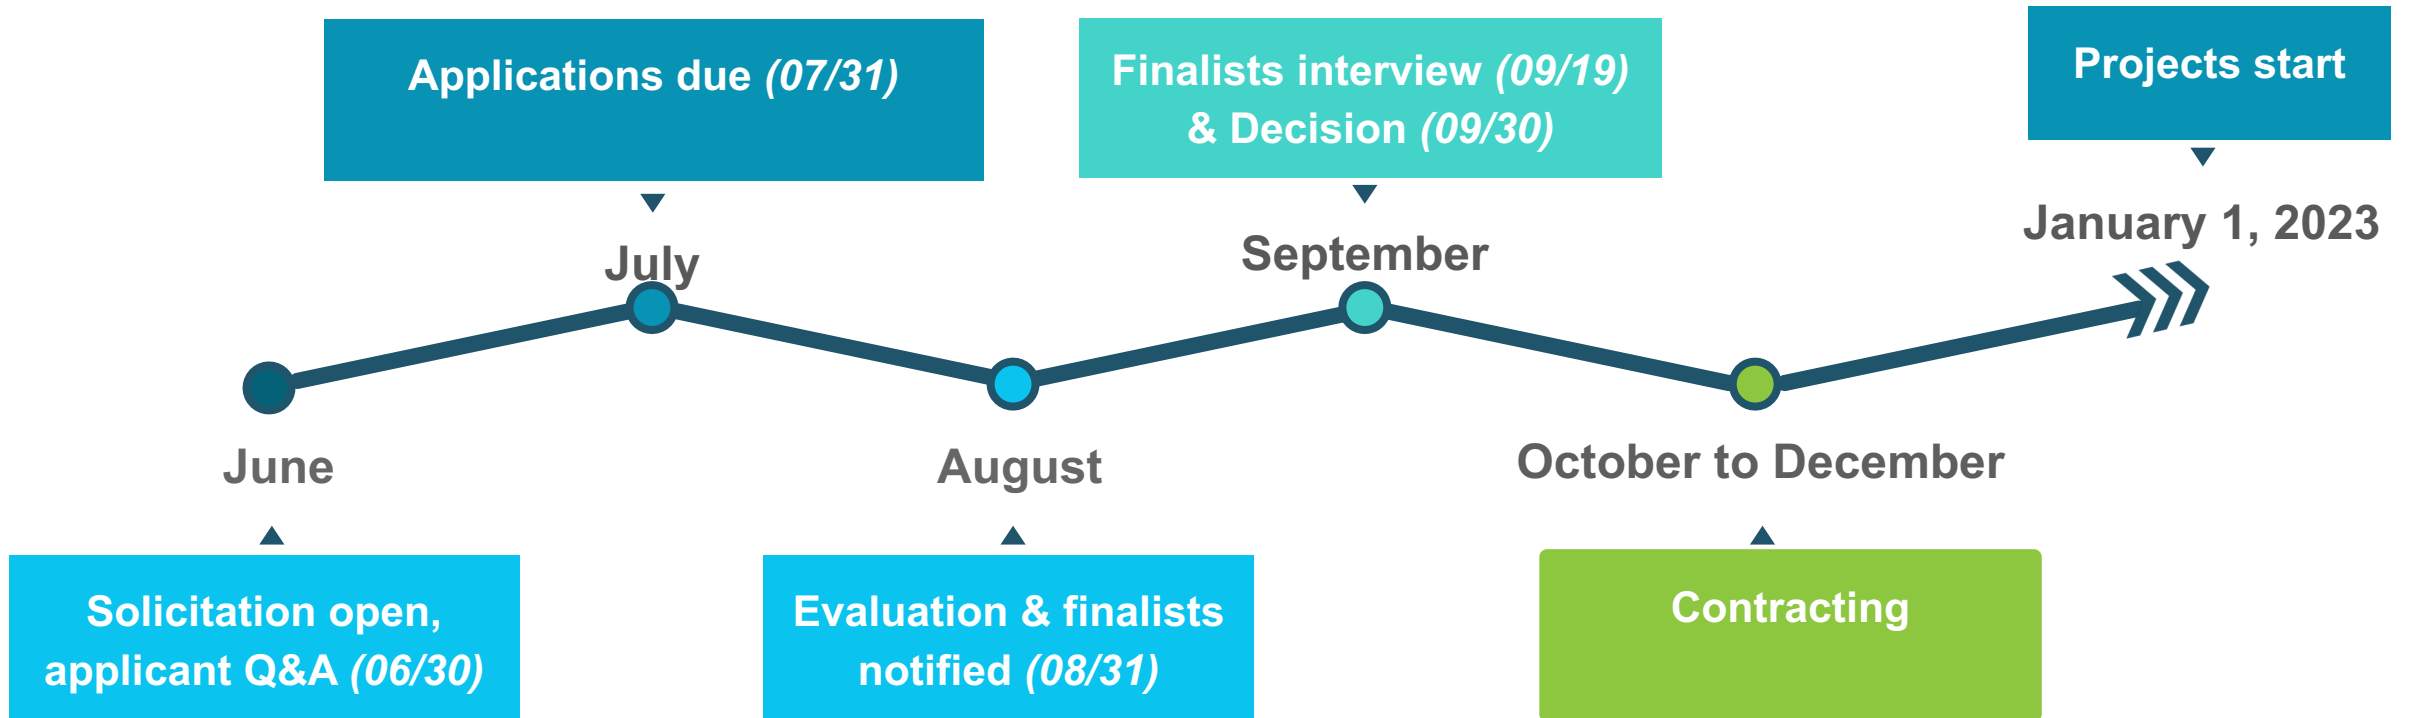 Applications due (07/31)
Finalists interview (09/19)
& Decision (09/30)
Projects start
July
September
January 1, 2023
June
August
October to December
Solicitation open,
applicant Q&A (06/30)
Evaluation & finalists
notified (08/31)
Contracting